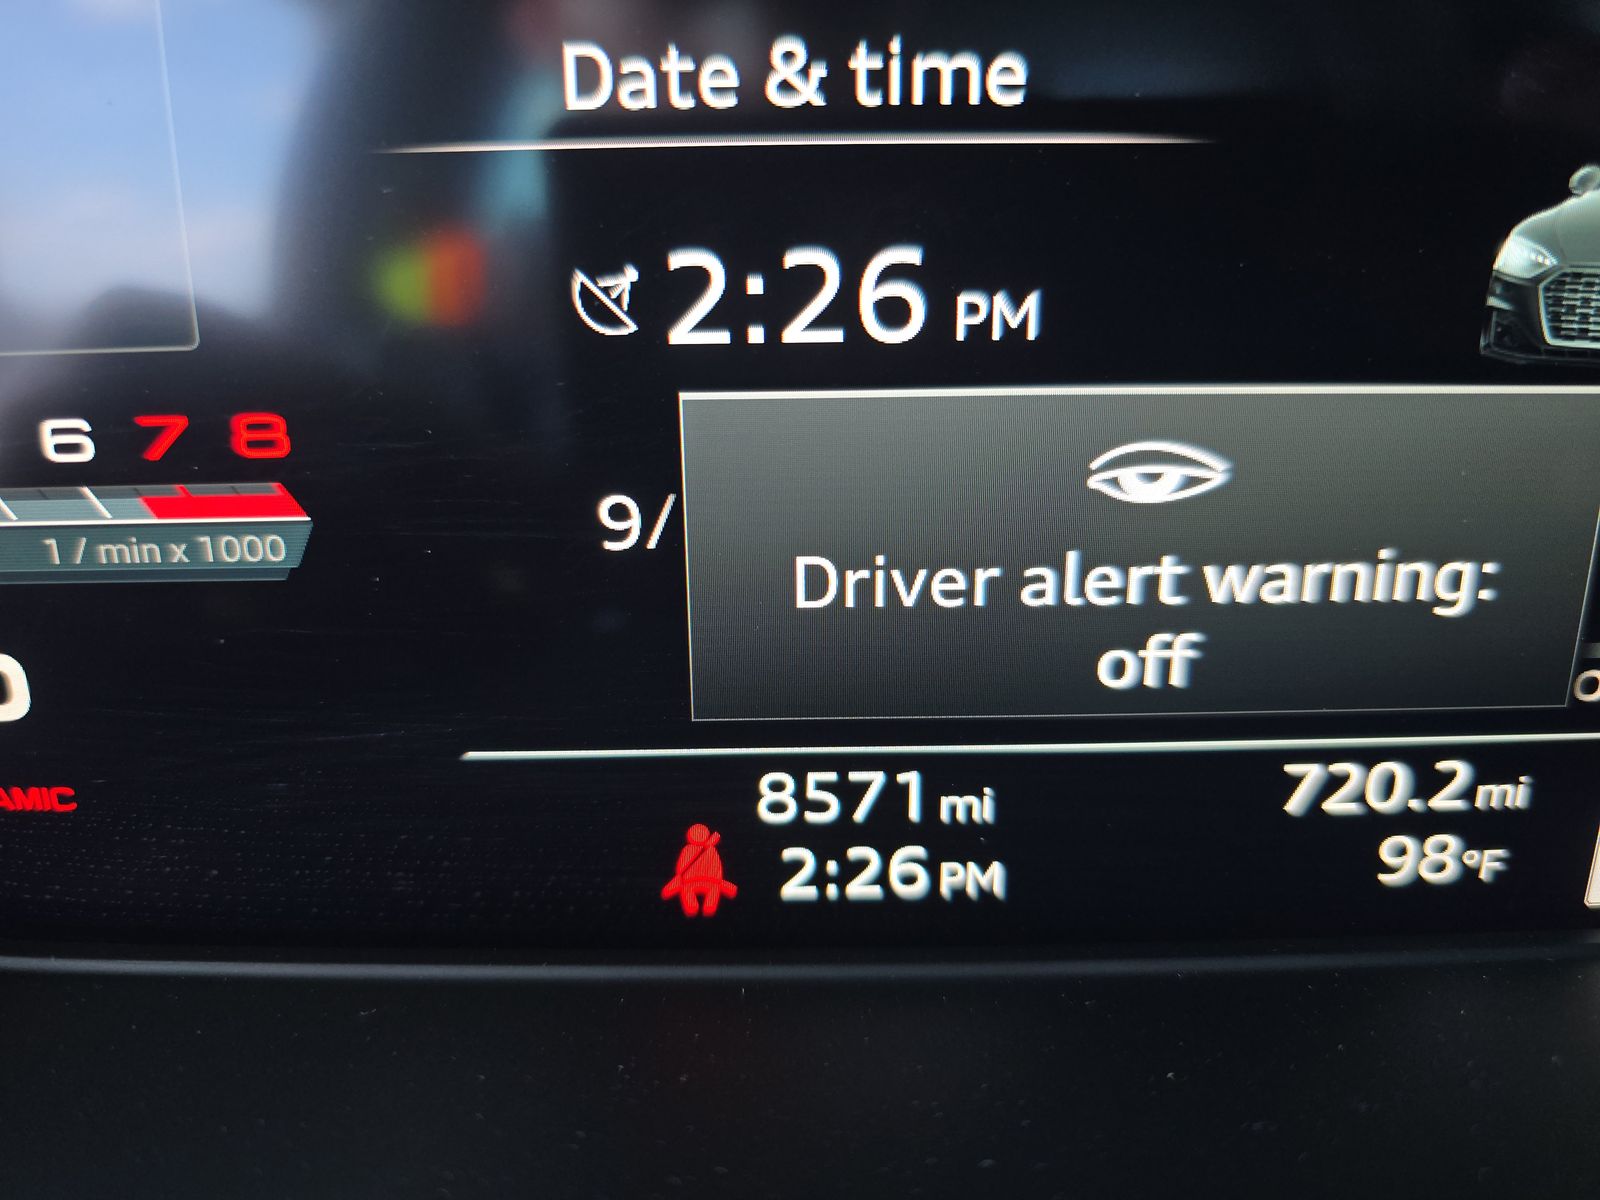 Date & time
2:26 PM
6 7 8
1 / min x 1000
9/
Driver alert warning:
off
8571 mi
720.2 mi
2:26 PM
98°F